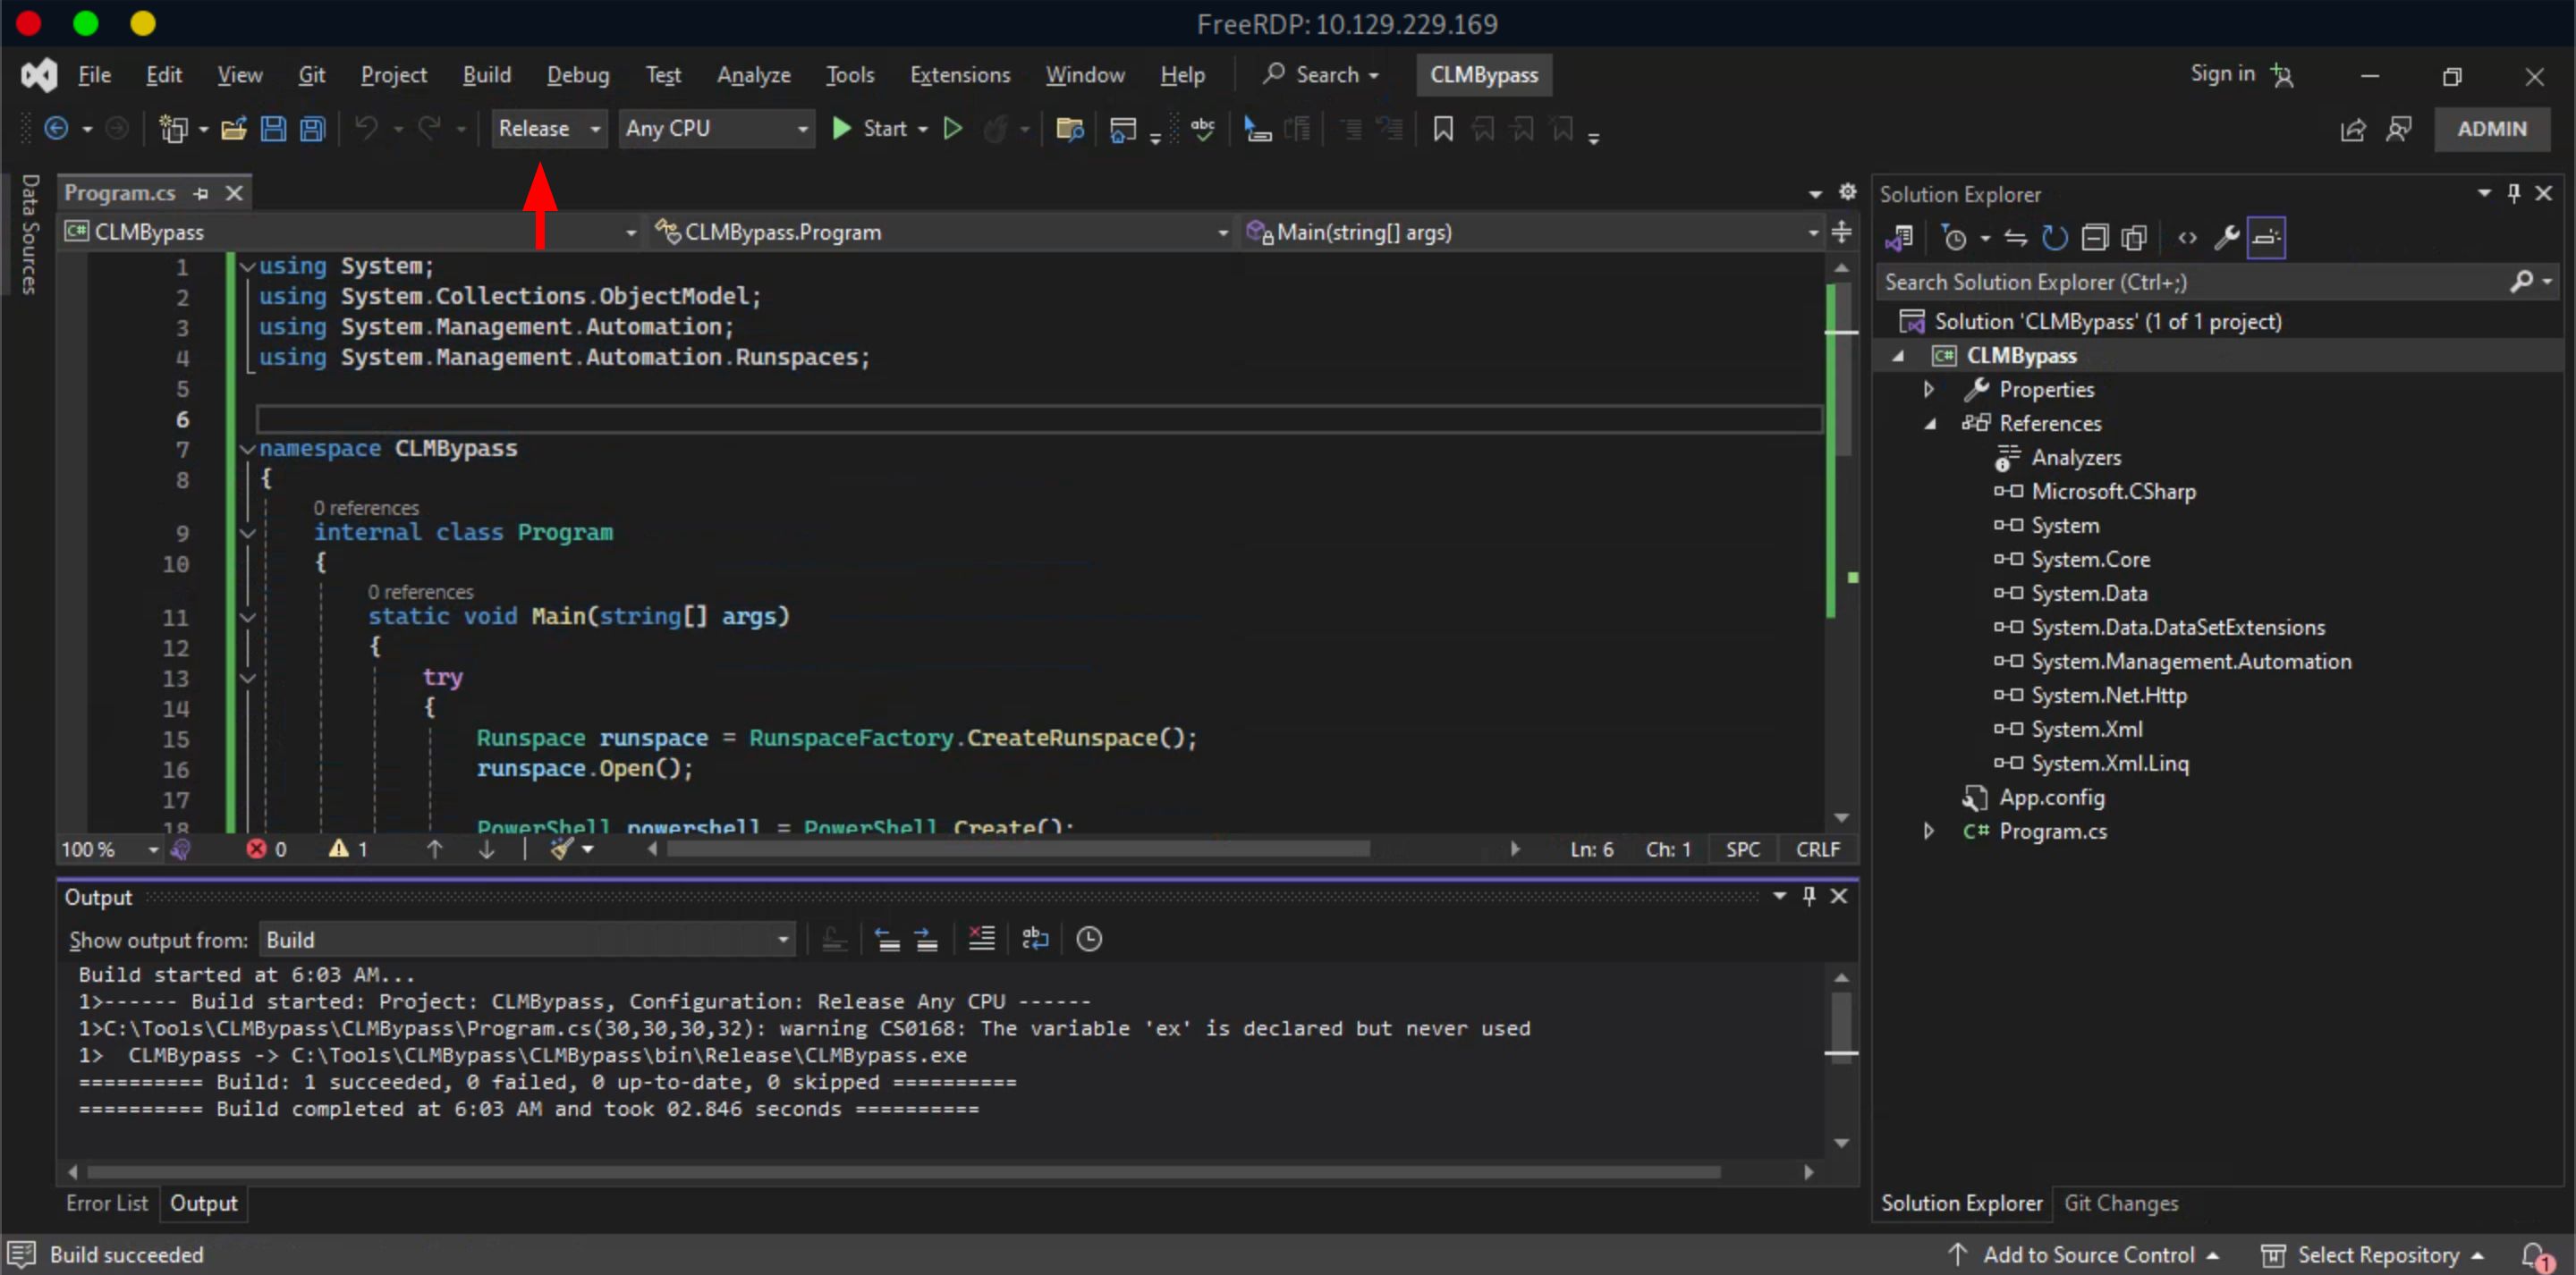 FreeRDP: 10.129.229.169
File Edit View Git Project Build Debug Test Analyze Tools Extensions Window Help Search CLMBypass Sign in
Release Any CPU Start ADMIN
Data Sources
Program.cs
CLMBypass CLMBypass.Program Main(string[] args)
1 using System;
2 using System.Collections.ObjectModel;
3 using System.Management.Automation;
4 using System.Management.Automation.Runspaces;
5
6
7 namespace CLMBypass
8 {
0 references
9 internal class Program
10 {
0 references
11 static void Main(string[] args)
12 {
13 try
14 {
15 Runspace runspace = RunspaceFactory.CreateRunspace();
16 runspace.Open();
17
18 PowerShell powershell = PowerShell.Create();
100 % 0 1 Ln: 6 Ch: 1 SPC CRLF
Output
Show output from: Build
Build started at 6:03 AM...
1>------ Build started: Project: CLMBypass, Configuration: Release Any CPU ------
1>C:\Tools\CLMBypass\CLMBypass\Program.cs(30,30,30,32): warning CS0168: The variable 'ex' is declared but never used
1>  CLMBypass -> C:\Tools\CLMBypass\CLMBypass\bin\Release\CLMBypass.exe
========== Build: 1 succeeded, 0 failed, 0 up-to-date, 0 skipped ==========
========== Build completed at 6:03 AM and took 02.846 seconds ==========
Error List Output
Solution Explorer
Search Solution Explorer (Ctrl+;)
Solution 'CLMBypass' (1 of 1 project)
C# CLMBypass
Properties
References
Analyzers
Microsoft.CSharp
System
System.Core
System.Data
System.Data.DataSetExtensions
System.Management.Automation
System.Net.Http
System.Xml
System.Xml.Linq
App.config
C# Program.cs
Solution Explorer Git Changes
Build succeeded Add to Source Control Select Repository 1